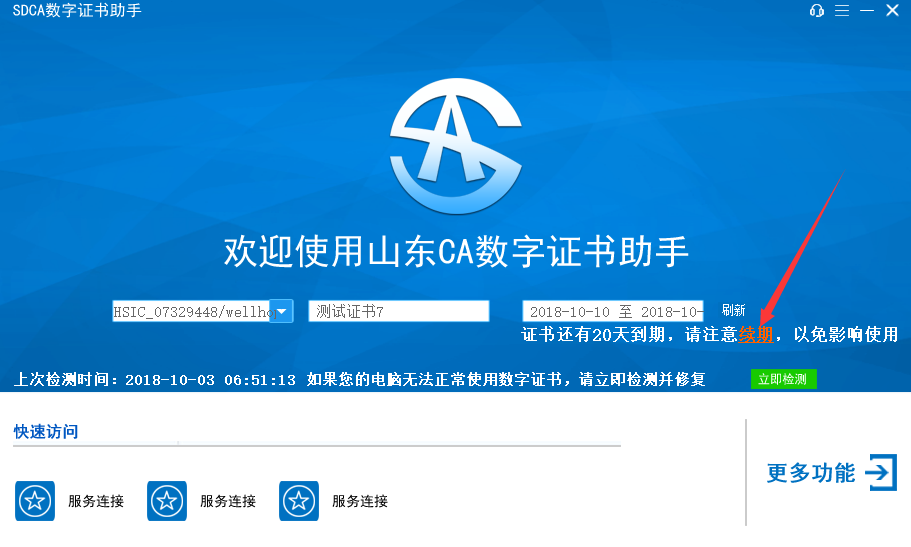 SDCA数字证书助手
欢迎使用山东CA数字证书助手
HSIC_07329448/wellhop 测试证书7 2018-10-10 至 2018-10- 刷新
证书还有20天到期，请注意续期，以免影响使用
上次检测时间：2018-10-03 06:51:13 如果您的电脑无法正常使用数字证书，请立即检测并修复 立即检测
快速访问
更多功能
服务连接 服务连接 服务连接